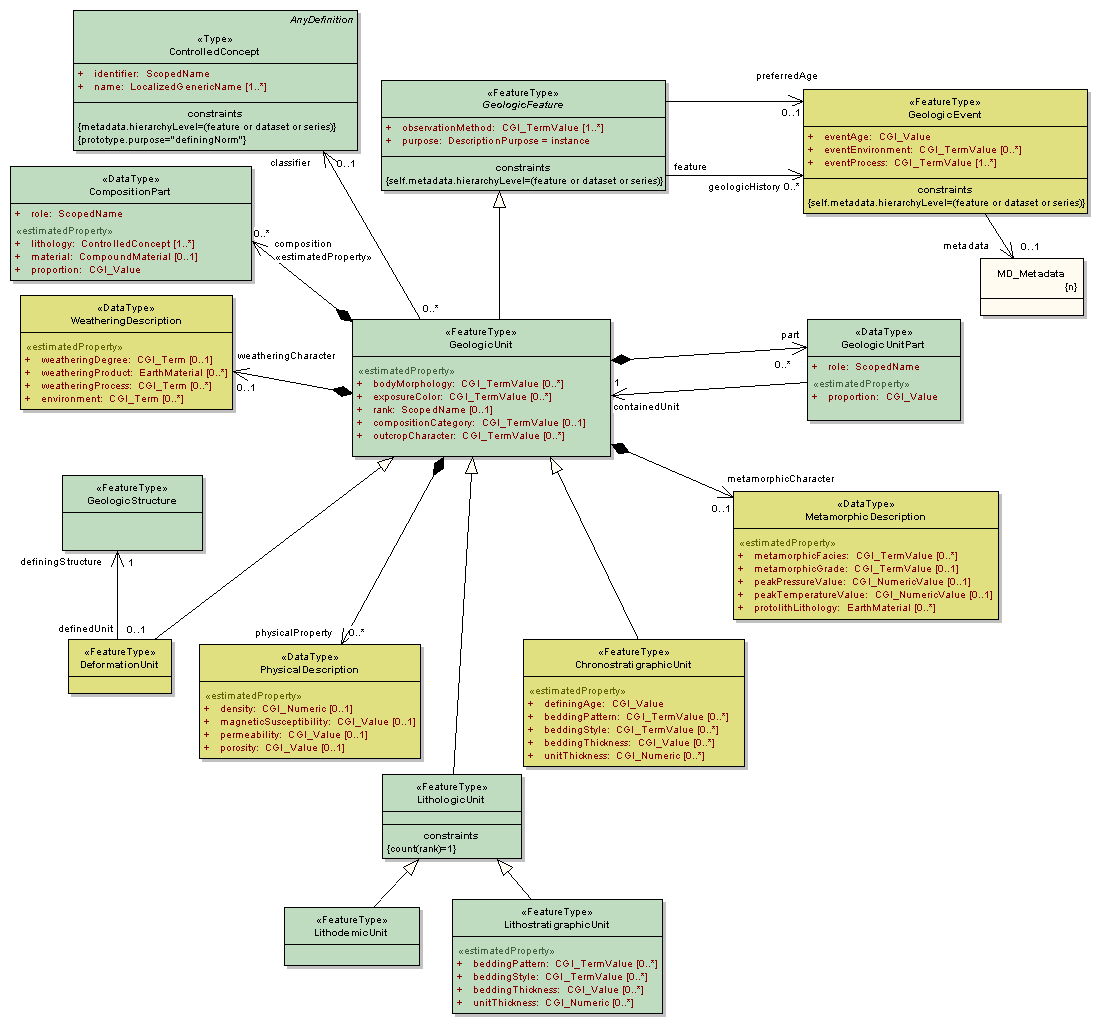 AnyDefinition
«Type»
ControlledConcept
+ identifier: ScopedName
+ name: LocalizedGenericName [1..*]
constraints
{metadata.hierarchyLevel=(feature or dataset or series)}
{prototype.purpose="definingNorm"}
classifier
0..1
0..*
«FeatureType»
GeologicFeature
+ observationMethod: CGI_TermValue [1..*]
+ purpose: DescriptionPurpose = instance
constraints
{self.metadata.hierarchyLevel=(feature or dataset or series)}
preferredAge
0..1
feature
geologicHistory 0..*
«FeatureType»
GeologicEvent
+ eventAge: CGI_Value
+ eventEnvironment: CGI_TermValue [0..*]
+ eventProcess: CGI_TermValue [1..*]
constraints
{self.metadata.hierarchyLevel=(feature or dataset or series)}
metadata
0..1
MD_Metadata
{n}
«DataType»
CompositionPart
+ role: ScopedName
«estimatedProperty»
+ lithology: ControlledConcept [1..*]
+ material: CompoundMaterial [0..1]
+ proportion: CGI_Value
0..*
composition
«estimatedProperty»
«DataType»
WeatheringDescription
«estimatedProperty»
+ weatheringDegree: CGI_Term [0..1]
+ weatheringProduct: EarthMaterial [0..*]
+ weatheringProcess: CGI_Term [0..*]
+ environment: CGI_Term [0..*]
weatheringCharacter
0..1
«FeatureType»
GeologicUnit
«estimatedProperty»
+ bodyMorphology: CGI_TermValue [0..*]
+ exposureColor: CGI_TermValue [0..*]
+ rank: ScopedName [0..1]
+ compositionCategory: CGI_TermValue [0..1]
+ outcropCharacter: CGI_TermValue [0..*]
part
0..*
1
containedUnit
«DataType»
GeologicUnitPart
+ role: ScopedName
«estimatedProperty»
+ proportion: CGI_Value
metamorphicCharacter
0..1
«DataType»
MetamorphicDescription
«estimatedProperty»
+ metamorphicFacies: CGI_TermValue [0..*]
+ metamorphicGrade: CGI_TermValue [0..1]
+ peakPressureValue: CGI_NumericValue [0..1]
+ peakTemperatureValue: CGI_NumericValue [0..1]
+ protolithLithology: EarthMaterial [0..*]
«FeatureType»
GeologicStructure
definingStructure
1
definedUnit
0..1
«FeatureType»
DeformationUnit
physicalProperty
0..*
«DataType»
PhysicalDescription
«estimatedProperty»
+ density: CGI_Numeric [0..1]
+ magneticSusceptibility: CGI_Value [0..1]
+ permeability: CGI_Value [0..1]
+ porosity: CGI_Value [0..1]
«FeatureType»
ChronostratigraphicUnit
«estimatedProperty»
+ definingAge: CGI_Value
+ beddingPattern: CGI_TermValue [0..*]
+ beddingStyle: CGI_TermValue [0..*]
+ beddingThickness: CGI_Value [0..*]
+ unitThickness: CGI_Numeric [0..*]
«FeatureType»
LithologicUnit
constraints
{count(rank)=1}
«FeatureType»
LithodemicUnit
«FeatureType»
LithostratigraphicUnit
«estimatedProperty»
+ beddingPattern: CGI_TermValue [0..*]
+ beddingStyle: CGI_TermValue [0..*]
+ beddingThickness: CGI_Value [0..*]
+ unitThickness: CGI_Numeric [0..*]